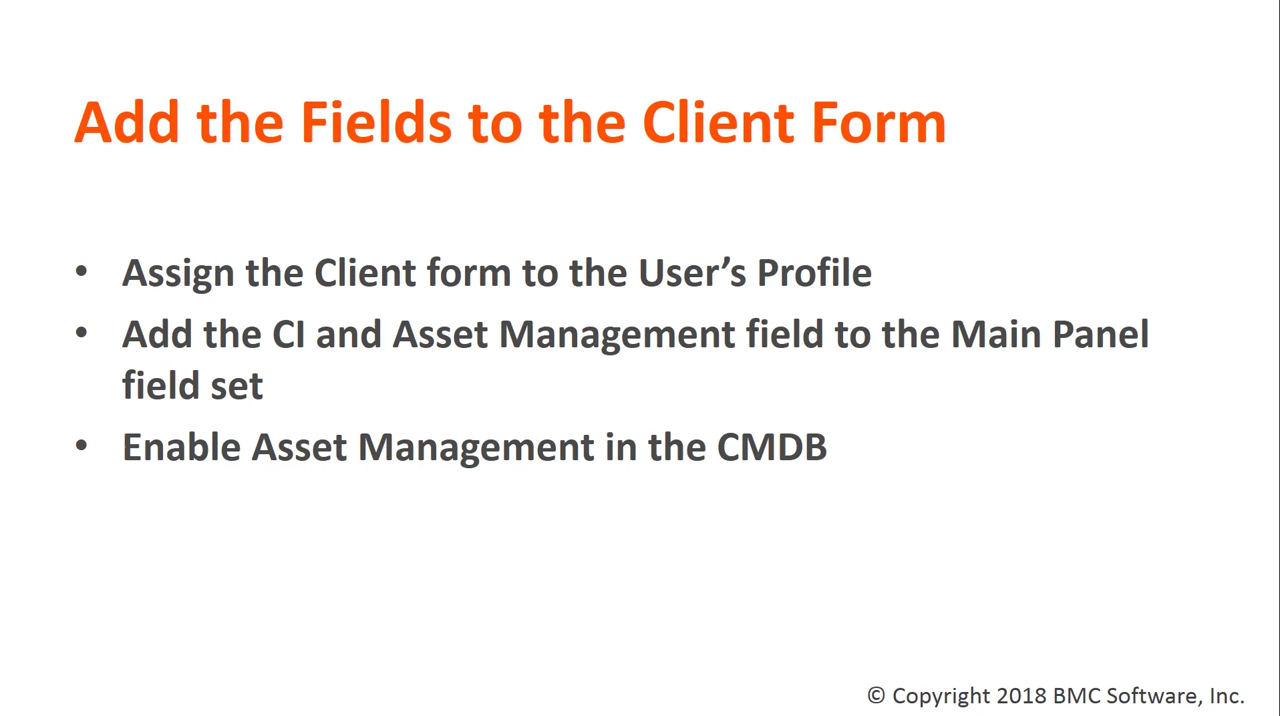 Add the Fields to the Client Form
• Assign the Client form to the User’s Profile
• Add the CI and Asset Management field to the Main Panel
field set
• Enable Asset Management in the CMDB
© Copyright 2018 BMC Software, Inc.